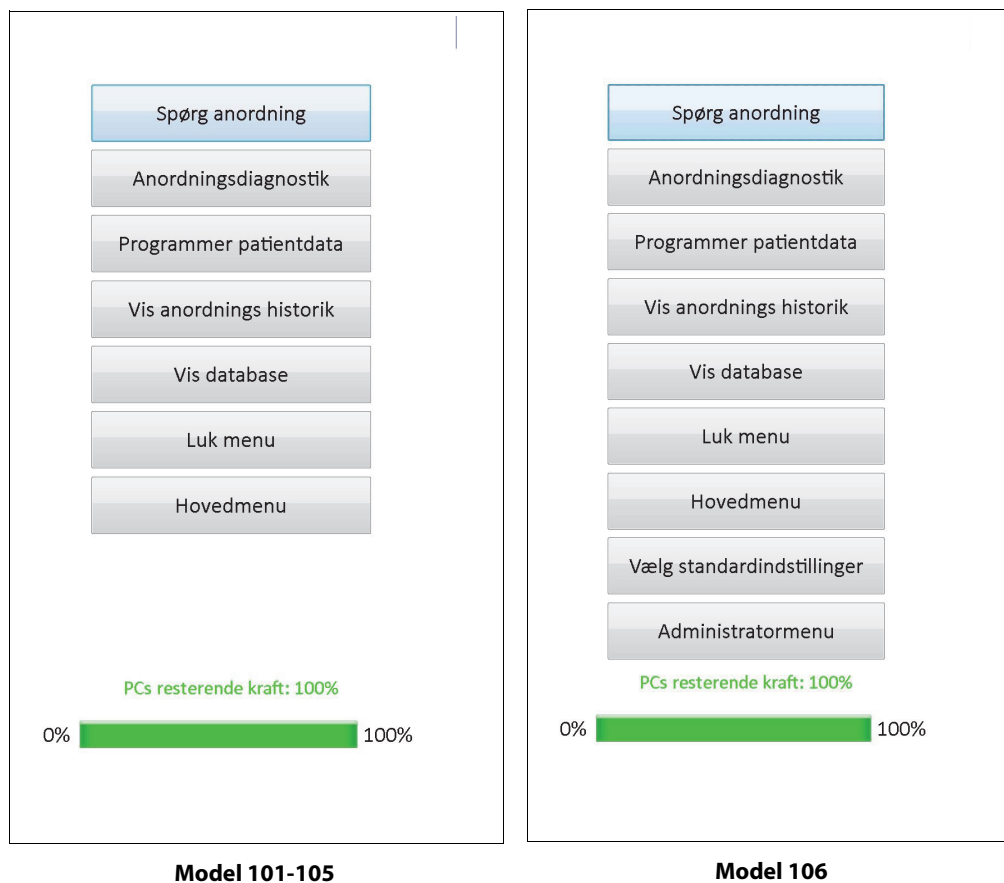 Spørg anordning
Anordningsdiagnostik
Programmer patientdata
Vis anordnings historik
Vis database
Luk menu
Hovedmenu
PCs resterende kraft: 100%
0% 100%
Model 101-105
Spørg anordning
Anordningsdiagnostik
Programmer patientdata
Vis anordnings historik
Vis database
Luk menu
Hovedmenu
Vælg standardindstillinger
Administratormenu
PCs resterende kraft: 100%
0% 100%
Model 106